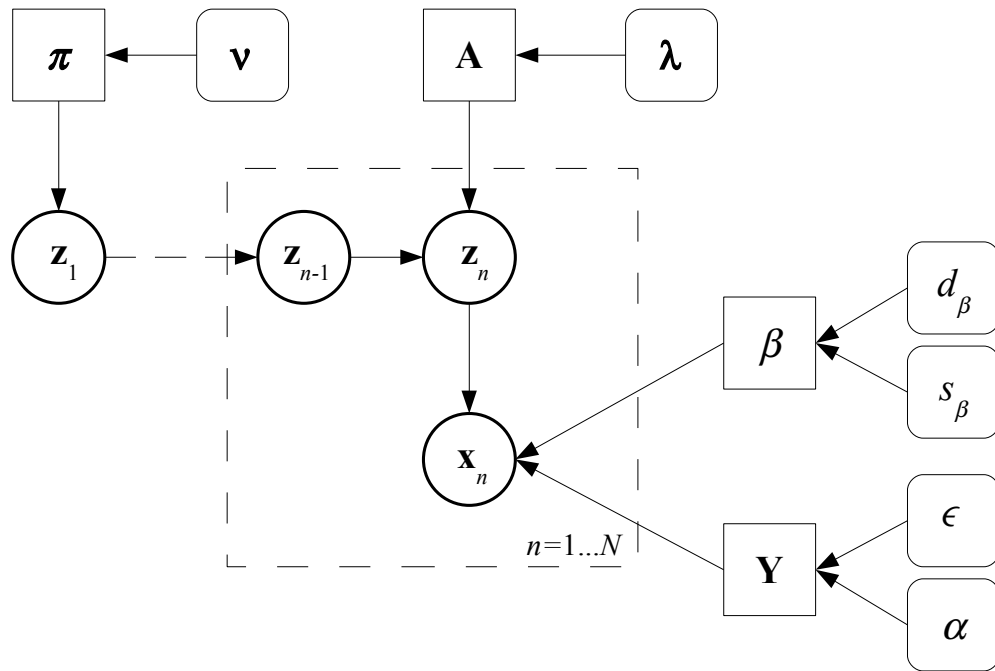 π ν A λ
z1 zn-1 zn
dβ
β
sβ
xn
ϵ
n=1...N
Y
α